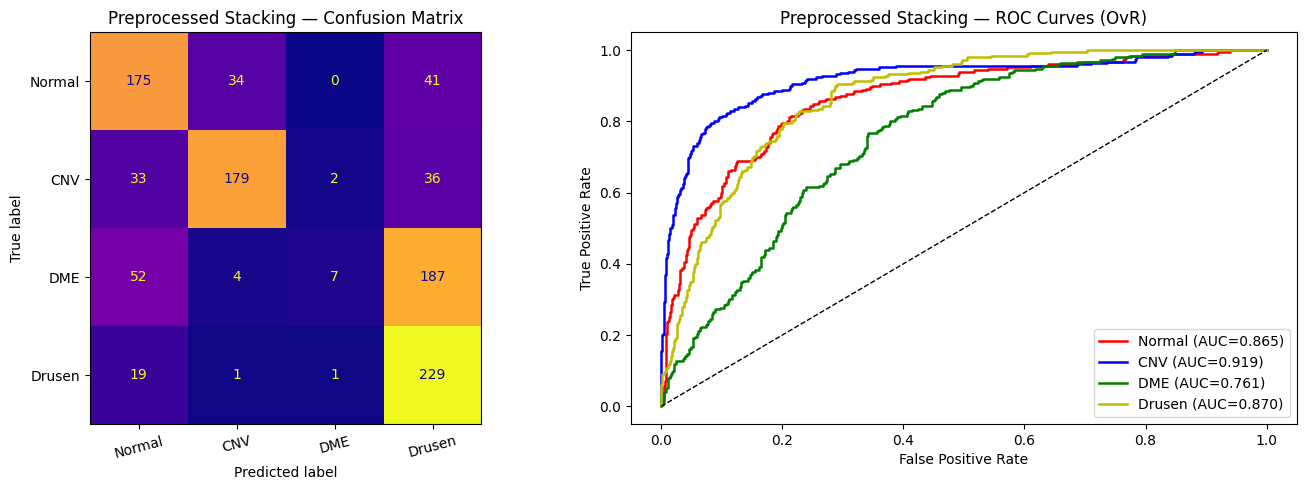 Preprocessed Stacking — Confusion Matrix
True label
Normal 175 34 0 41
CNV 33 179 2 36
DME 52 4 7 187
Drusen 19 1 1 229
Normal CNV DME Drusen
Predicted label
Preprocessed Stacking — ROC Curves (OvR)
True Positive Rate
1.0
0.8
0.6
0.4
0.2
0.0
0.0 0.2 0.4 0.6 0.8 1.0
False Positive Rate
Normal (AUC=0.865)
CNV (AUC=0.919)
DME (AUC=0.761)
Drusen (AUC=0.870)